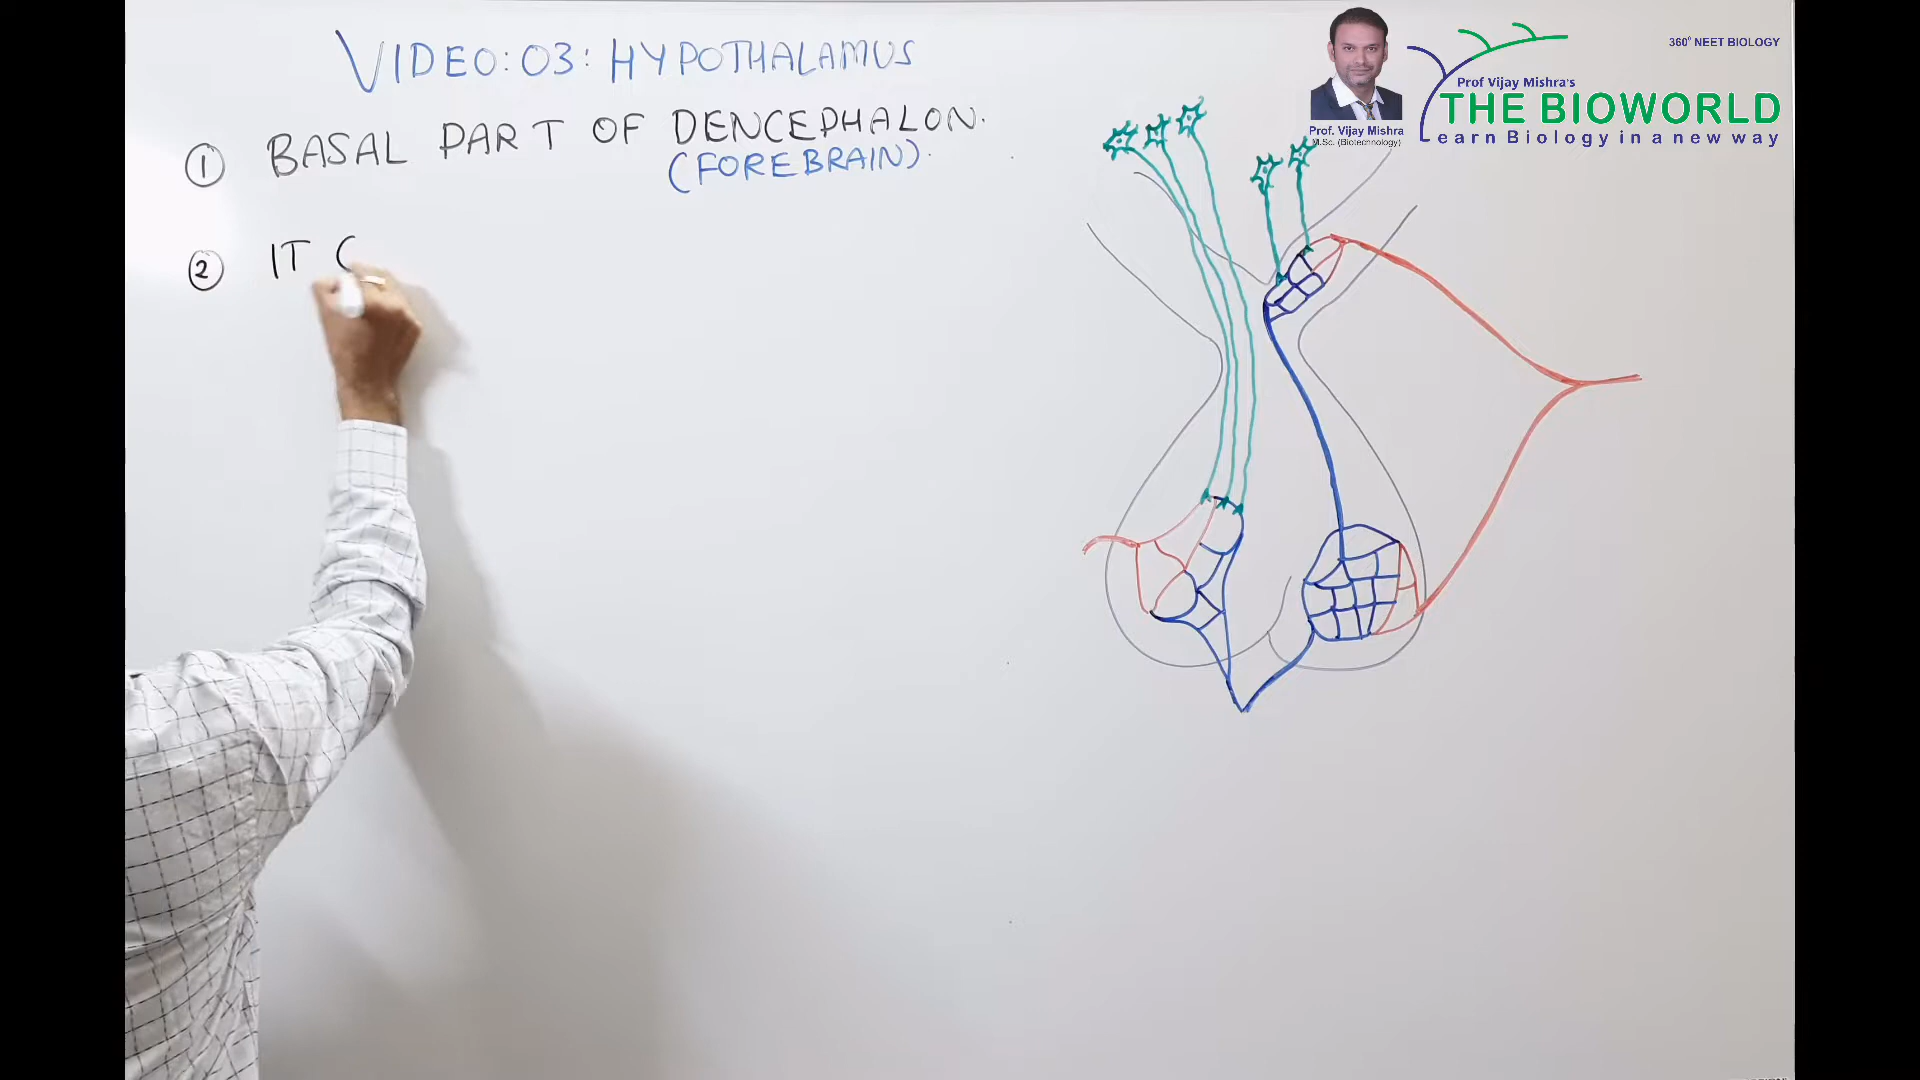 VIDEO: 03: HYPOTHALAMUS
① BASAL PART OF DENCEPHALON.
(FOREBRAIN).
② IT C
360° NEET BIOLOGY
Prof Vijay Mishra's
THE BIOWORLD
Learn Biology in a new way
Prof. Vijay Mishra
M.Sc. (Biotechnology)